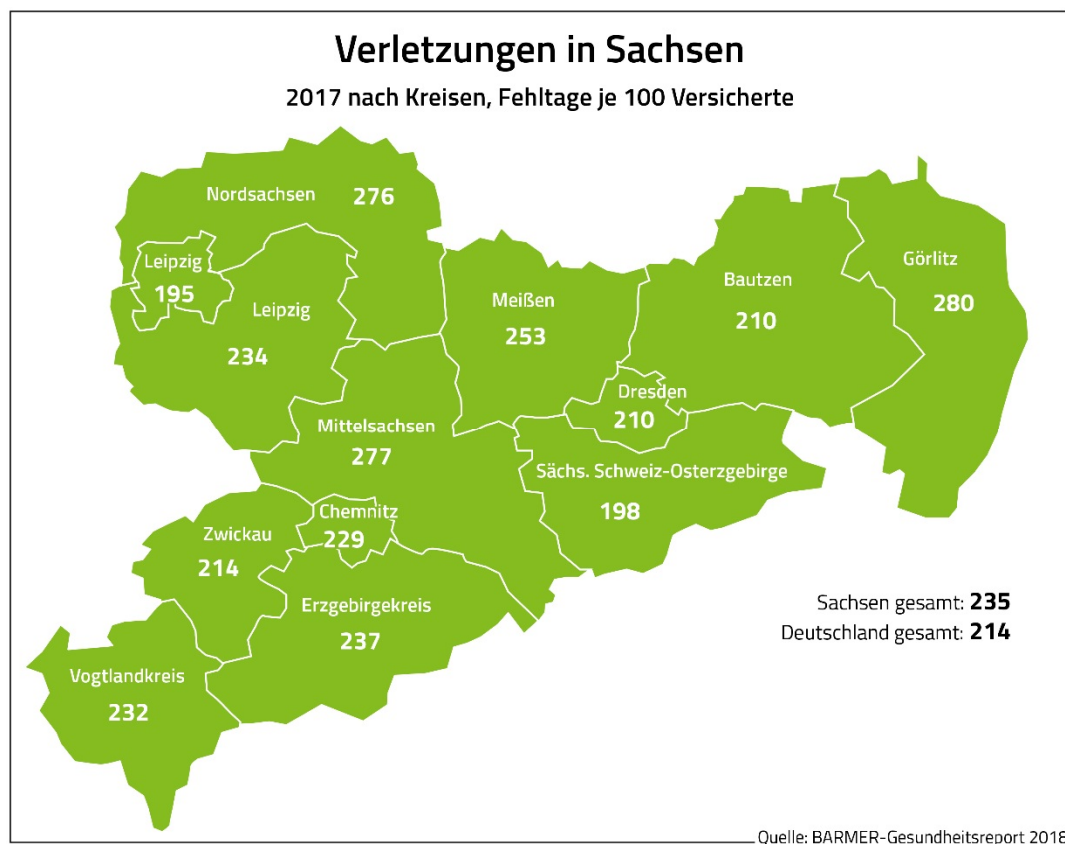 Verletzungen in Sachsen
2017 nach Kreisen, Fehltage je 100 Versicherte
Nordsachsen 276
Leipzig
195
Leipzig
234
Meißen
253
Bautzen
210
Görlitz
280
Dresden
210
Mittelsachsen
277
Sächs. Schweiz-Osterzgebirge
198
Chemnitz
229
Zwickau
214
Erzgebirgekreis
237
Vogtlandkreis
232
Sachsen gesamt: 235
Deutschland gesamt: 214
Quelle: BARMER-Gesundheitsreport 2018